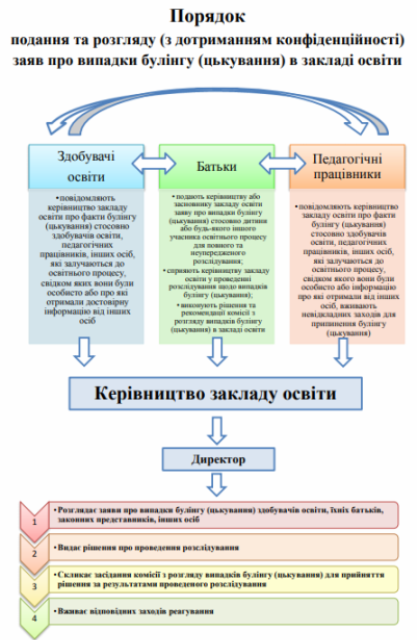 Порядок
подання та розгляду (з дотриманням конфіденційності)
заяв про випадки булінгу (цькування) в закладі освіти
Здобувачі
освіти
• повідомляють
керівництво закладу
освіти про факти булінгу
(цькування) стосовно
здобувачів освіти,
педагогічних
працівників, інших осіб,
які залучаються до
освітнього процесу,
свідком яких вони були
особисто або про які
отримали достовірну
інформацію від інших
осіб
Батьки
• подають керівництву або
засновнику закладу освіти
заяву про випадки булінгу
(цькування) стосовно дитини
або будь-якого іншого
учасника освітнього процесу
для повного та
неупередженого
розслідування;
• сприяють керівництву закладу
освіти у проведенні
розслідування щодо випадків
булінгу (цькування);
• виконують рішення та
рекомендації комісії з
розгляду випадків булінгу
(цькування) в закладі освіти
Педагогічні
працівники
• повідомляють керівництво
закладу освіти про факти
булінгу (цькування)
стосовно здобувачів
освіти, педагогічних
працівників, інших осіб,
які залучаються до
освітнього процесу,
свідком якого вони були
особисто або інформацію
про які отримали від інших
осіб, вживають
невідкладних заходів для
припинення булінгу
(цькування)
Керівництво закладу освіти
Директор
1
• Розглядає заяви про випадки булінгу (цькування) здобувачів освіти, їхніх батьків,
законних представників, інших осіб
2
• Видає рішення про проведення розслідування
3
• Скликає засідання комісії з розгляду випадків булінгу (цькування) для прийняття
рішення за результатами проведеного розслідування
4
• Вживає відповідних заходів реагування